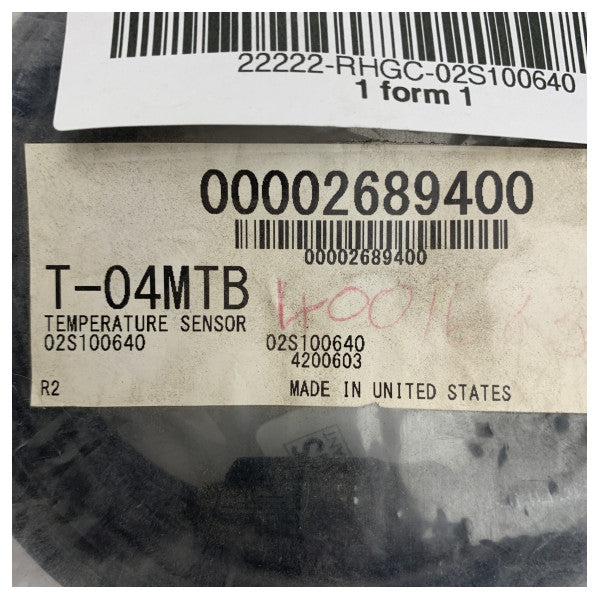 22222-RHGC-02S100640
1 form 1
00002689400
00002689400
T-04MTB
TEMPERATURE SENSOR
02S100640 02S100640
4200603
R2 MADE IN UNITED STATES